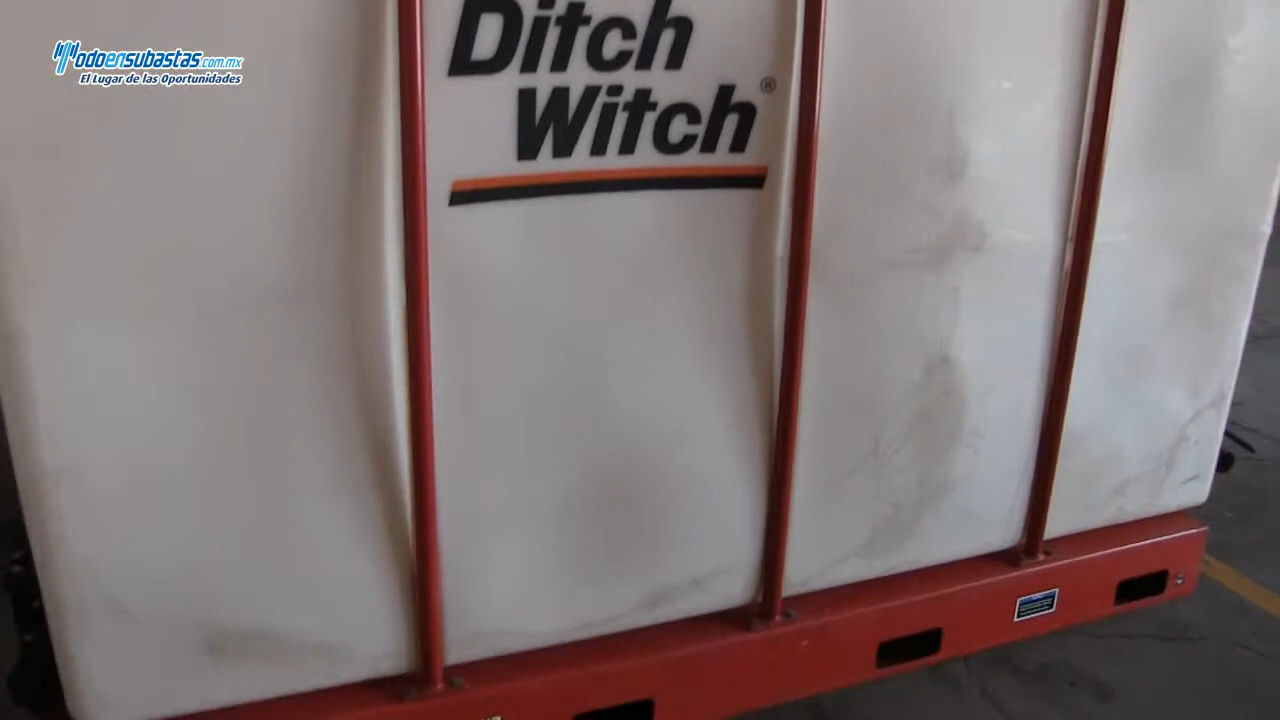 Todoensubastas.com.mx
El Lugar de las Oportunidades
Ditch
Witch®